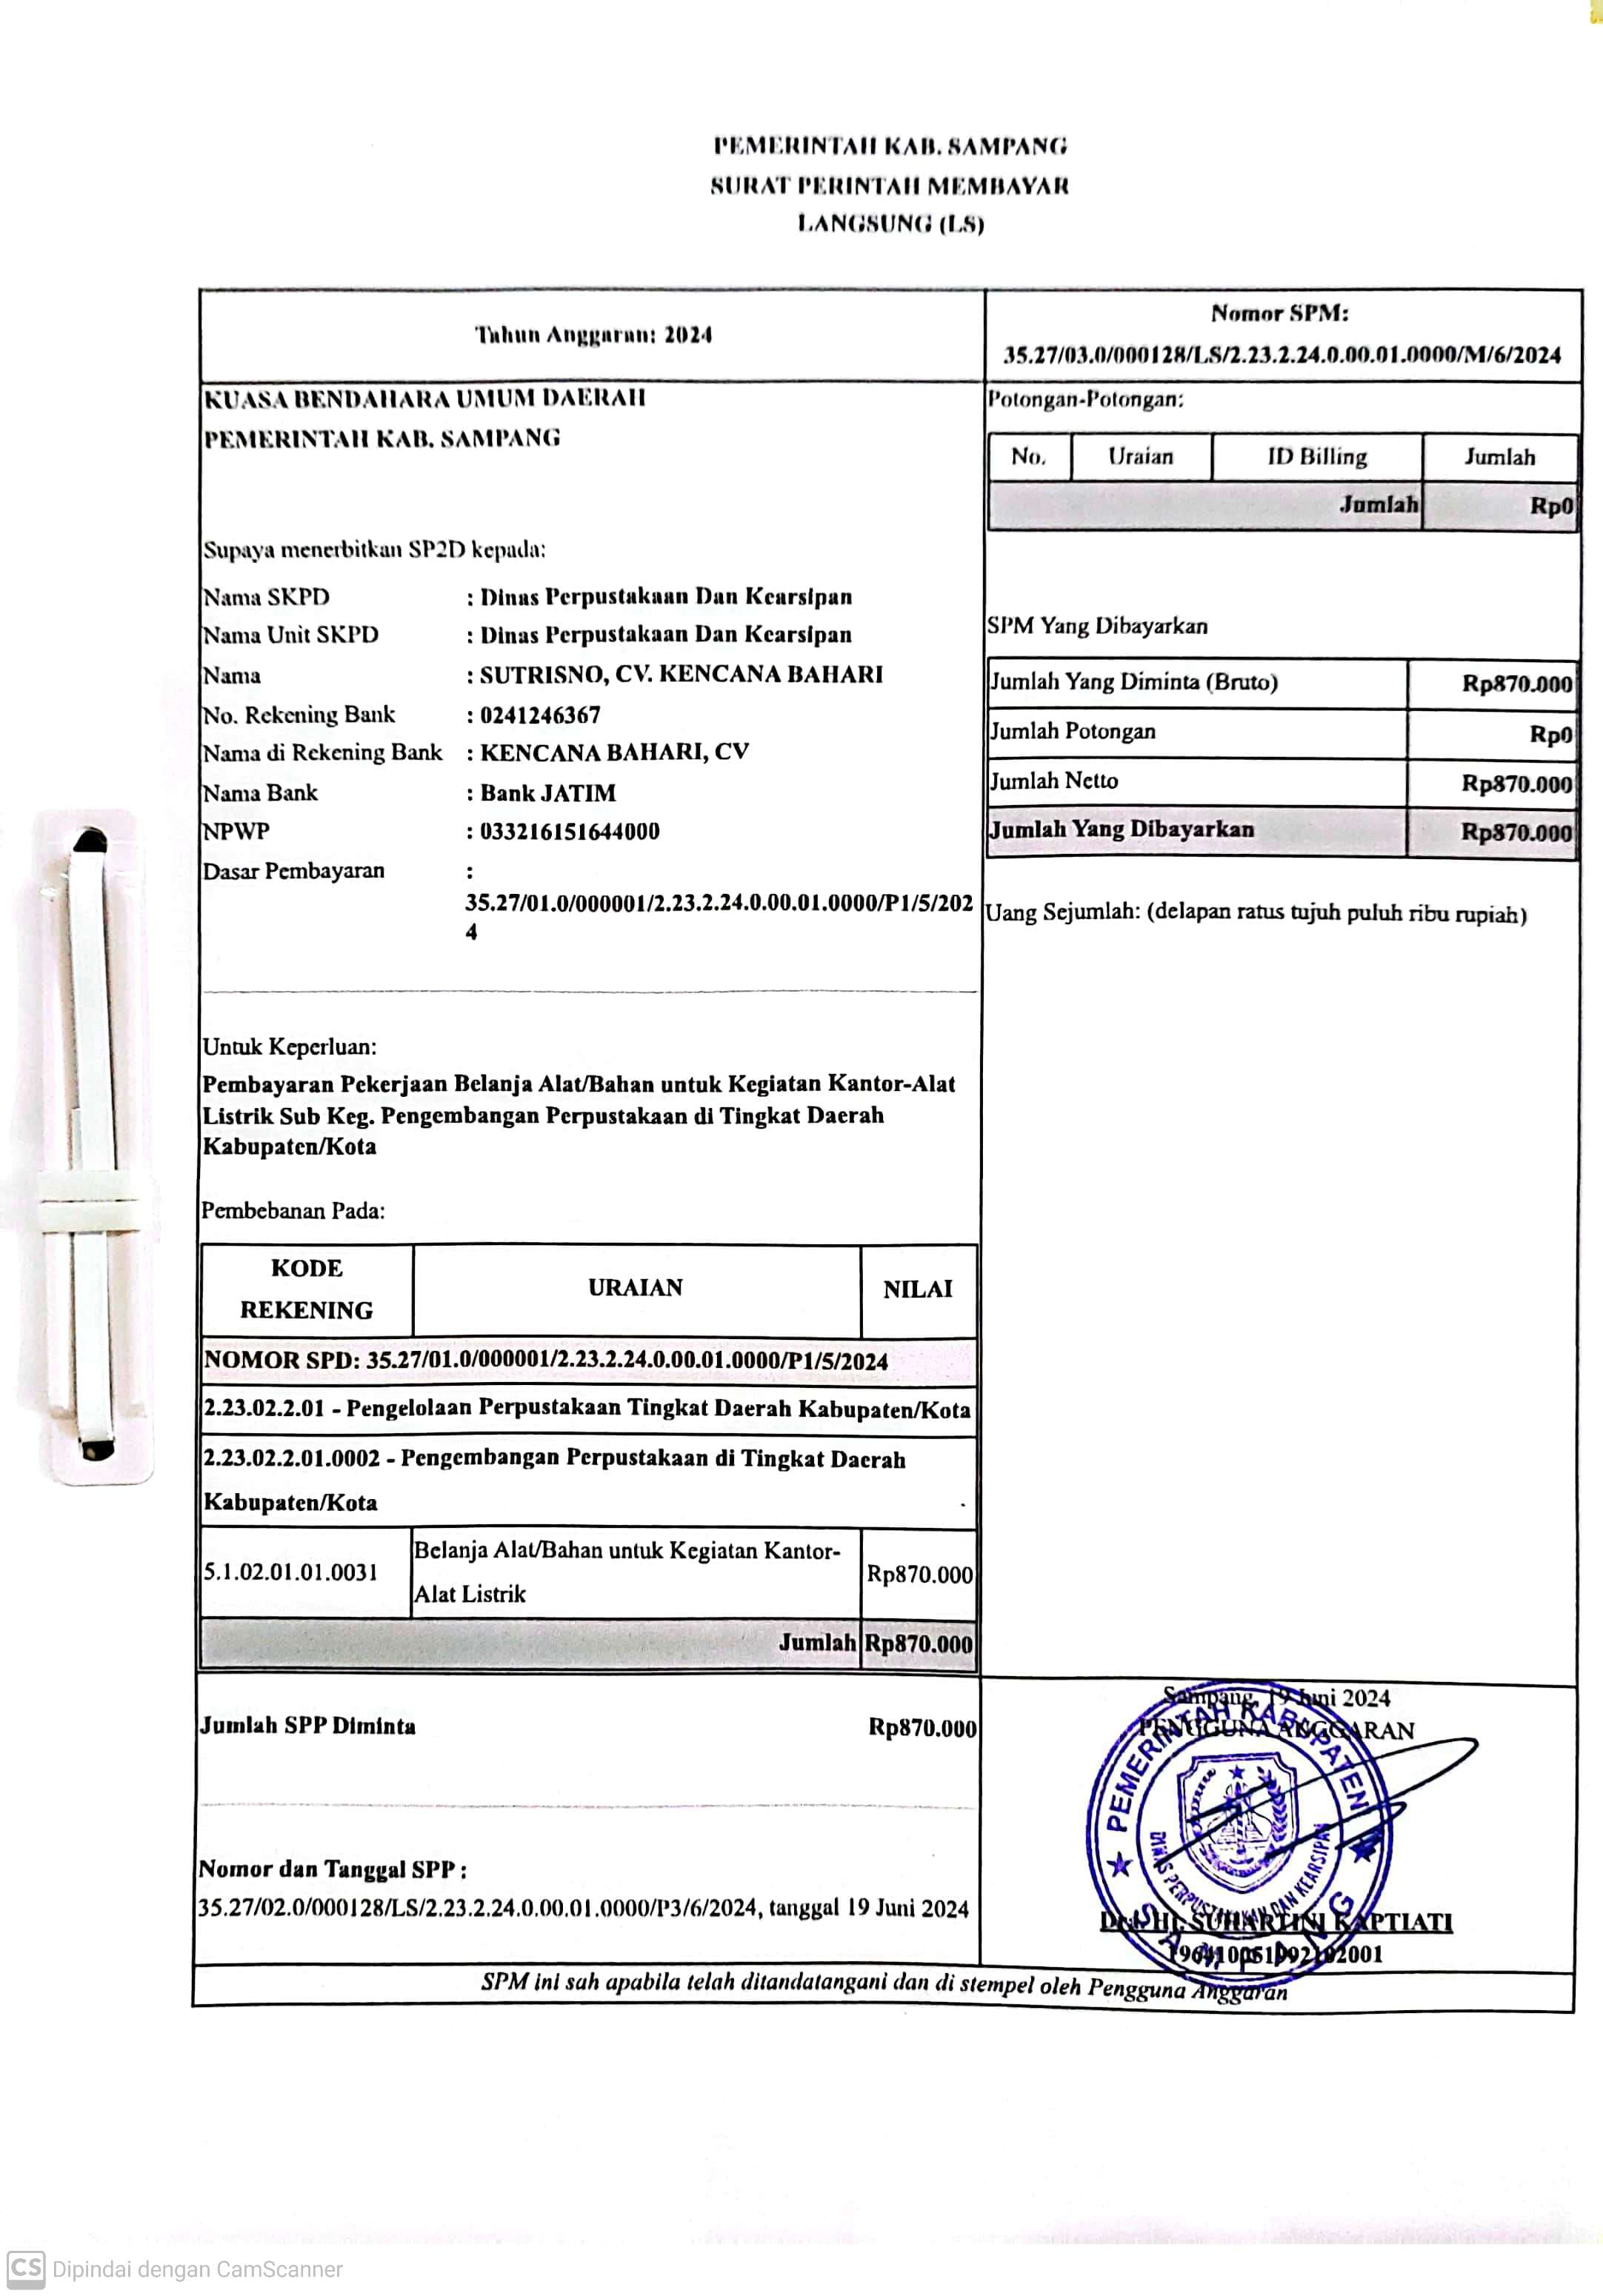 PEMERINTAH KAB. SAMPANG
SURAT PERINTAH MEMBAYAR
LANGSUNG (LS)
Tahun Anggaran: 2024
Nomor SPM:
35.27/03.0/000128/LS/2.23.2.24.0.00.01.0000/M/6/2024
KUASA BENDAHARA UMUM DAERAH
PEMERINTAH KAB. SAMPANG
Supaya menerbitkan SP2D kepada:
Nama SKPD : Dinas Perpustakaan Dan Kearsipan
Nama Unit SKPD : Dinas Perpustakaan Dan Kearsipan
Nama : SUTRISNO, CV. KENCANA BAHARI
No. Rekening Bank : 0241246367
Nama di Rekening Bank : KENCANA BAHARI, CV
Nama Bank : Bank JATIM
NPWP : 033216151644000
Dasar Pembayaran :
35.27/01.0/000001/2.23.2.24.0.00.01.0000/P1/5/202
4
Potongan-Potongan:
No. Uraian ID Billing Jumlah
Jumlah Rp0
SPM Yang Dibayarkan
Jumlah Yang Diminta (Bruto) Rp870.000
Jumlah Potongan Rp0
Jumlah Netto Rp870.000
Jumlah Yang Dibayarkan Rp870.000
Uang Sejumlah: (delapan ratus tujuh puluh ribu rupiah)
Untuk Keperluan:
Pembayaran Pekerjaan Belanja Alat/Bahan untuk Kegiatan Kantor-Alat
Listrik Sub Keg. Pengembangan Perpustakaan di Tingkat Daerah
Kabupaten/Kota
Pembebanan Pada:
KODE
REKENING
URAIAN
NILAI
NOMOR SPD: 35.27/01.0/000001/2.23.2.24.0.00.01.0000/P1/5/2024
2.23.02.2.01 - Pengelolaan Perpustakaan Tingkat Daerah Kabupaten/Kota
2.23.02.2.01.0002 - Pengembangan Perpustakaan di Tingkat Daerah
Kabupaten/Kota
5.1.02.01.01.0031
Belanja Alat/Bahan untuk Kegiatan Kantor-
Alat Listrik
Rp870.000
Jumlah Rp870.000
Jumlah SPP Diminta Rp870.000
Nomor dan Tanggal SPP :
35.27/02.0/000128/LS/2.23.2.24.0.00.01.0000/P3/6/2024, tanggal 19 Juni 2024
Sampang, 19 Juni 2024
PENGGUNA ANGGARAN
PEMERINTAH KABUPATEN
DINAS PERPUSTAKAAN DAN KEARSIPAN
SAMPANG
SUHARTINI KAPTIATI
196410051992102001
SPM ini sah apabila telah ditandatangani dan di stempel oleh Pengguna Anggaran
CS Dipindai dengan CamScanner